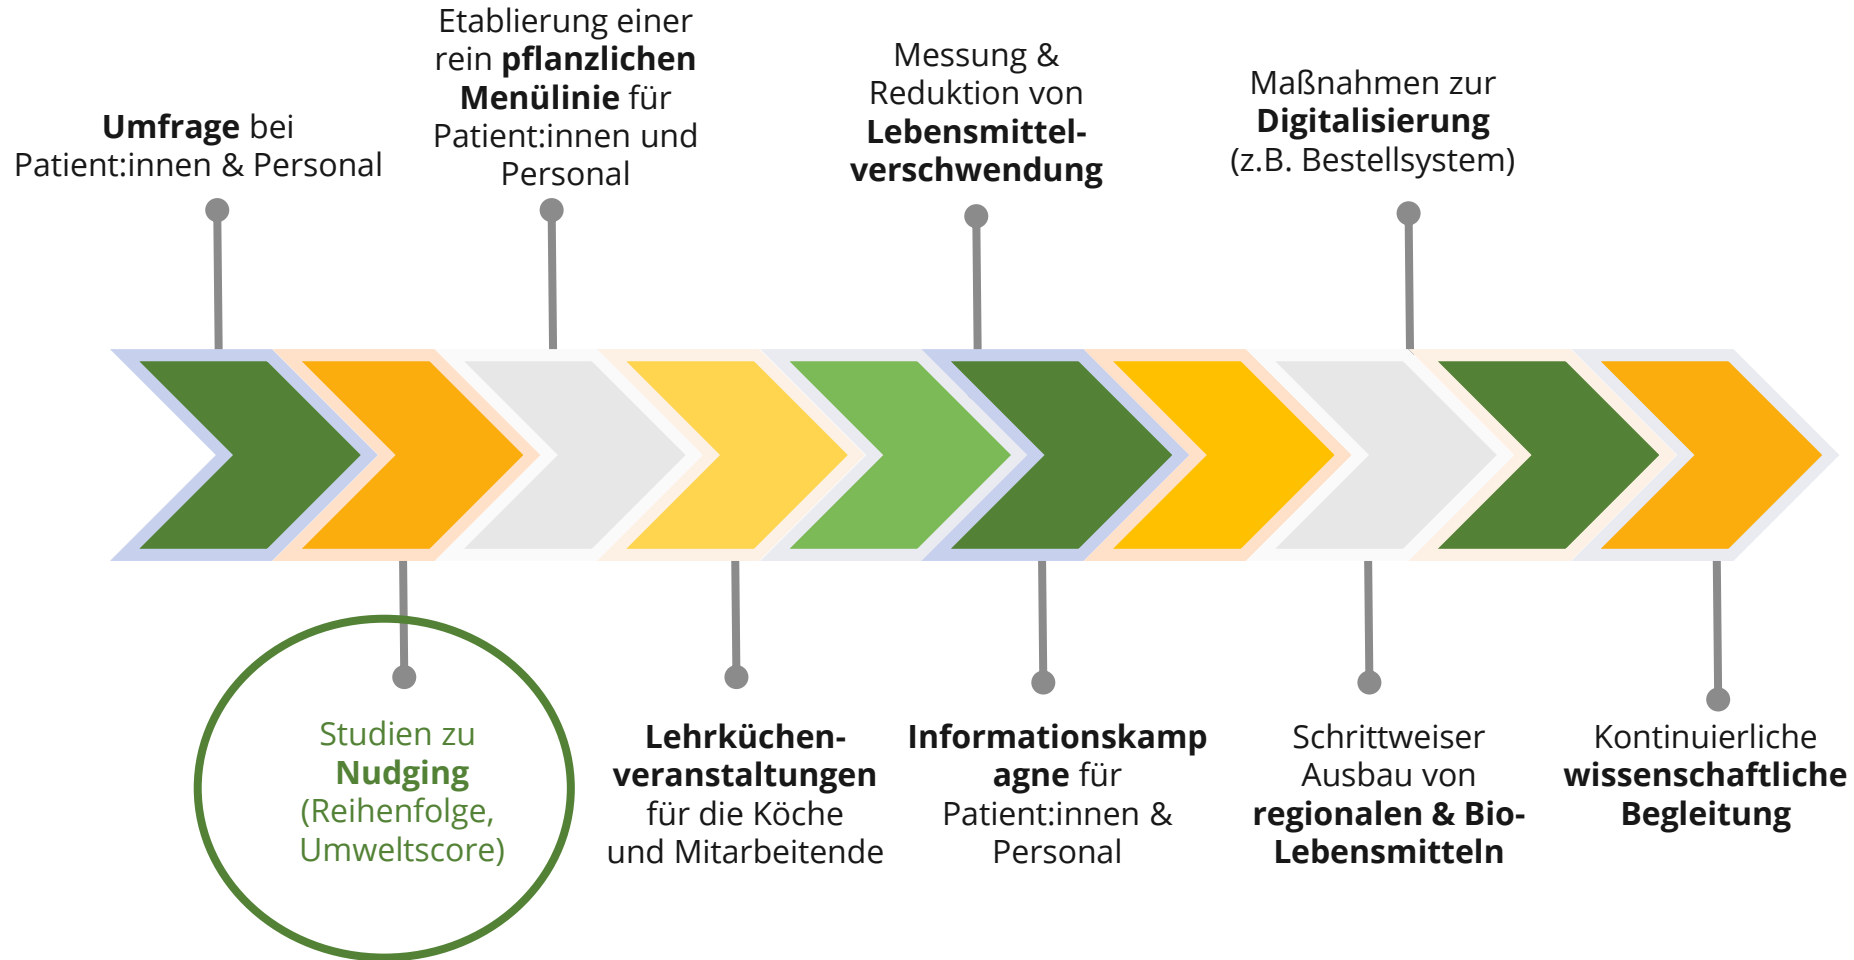 Umfrage bei
Patient:innen & Personal
Etablierung einer
rein pflanzlichen
Menülinie für
Patient:innen und
Personal
Messung &
Reduktion von
Lebensmittel-
verschwendung
Maßnahmen zur
Digitalisierung
(z.B. Bestellsystem)
Studien zu
Nudging
(Reihenfolge,
Umweltscore)
Lehrküchen-
veranstaltungen
für die Köche
und Mitarbeitende
Informationskamp
agne für
Patient:innen &
Personal
Schrittweiser
Ausbau von
regionalen & Bio-
Lebensmitteln
Kontinuierliche
wissenschaftliche
Begleitung